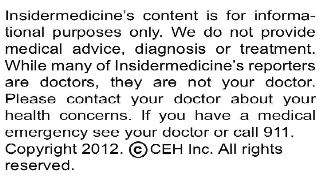 Insidermedicine's content is for informa-
tional purposes only. We do not provide
medical advice, diagnosis or treatment.
While many of Insidermedicine's reporters
are doctors, they are not your doctor.
Please contact your doctor about your
health concerns. If you have a medical
emergency see your doctor or call 911.
Copyright 2012. ©CEH Inc. All rights
reserved.